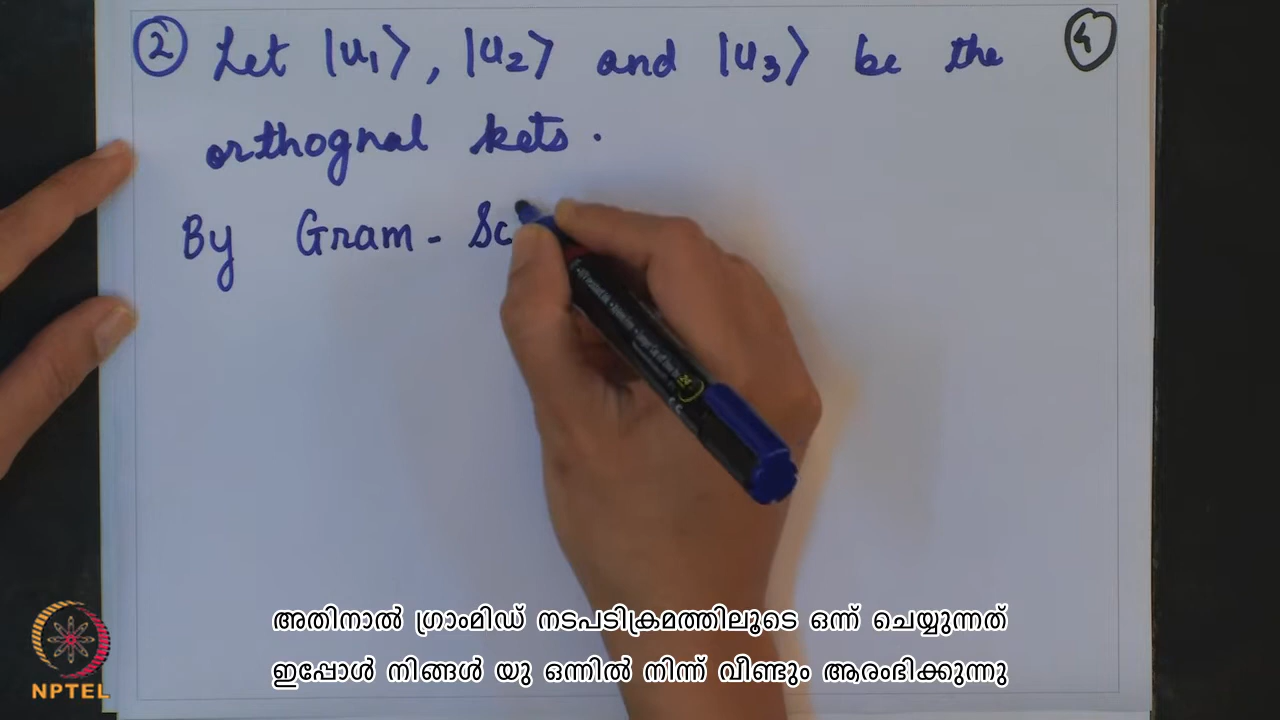 ② Let |u₁⟩, |u₂⟩ and |u₃⟩ be the ④
orthognal kets.
By Gram - Sc
അതിനാൽ ഗ്രാംമിഡ് നടപടിക്രമത്തിലൂടെ ഒന്ന് ചെയ്യുന്നത്
ഇപ്പോൾ നിങ്ങൾ യു ഒന്നിൽ നിന്ന് വീണ്ടും ആരംഭിക്കുന്നു
NPTEL